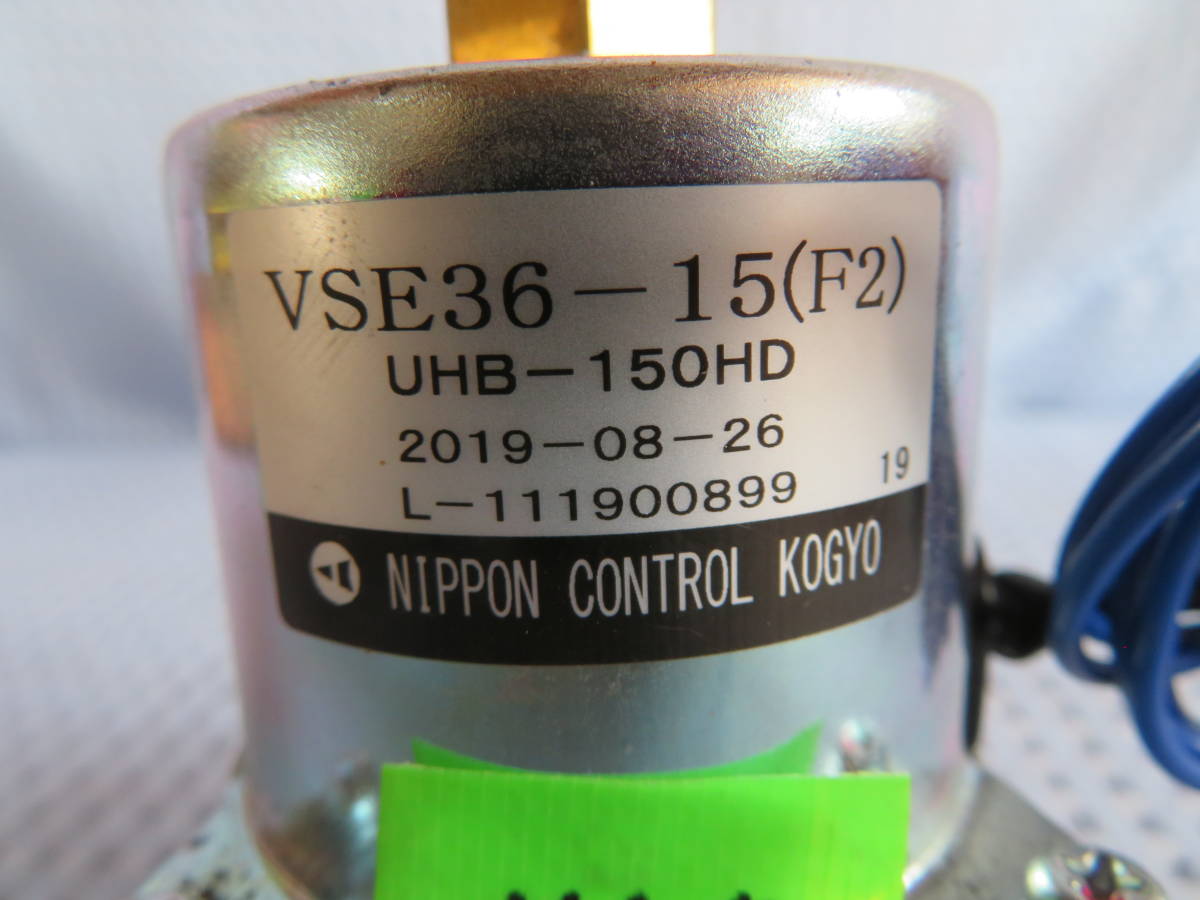 VSE36-15(F2)
UHB-150HD
2019-08-26
L-111900899 19
NIPPON CONTROL KOGYO